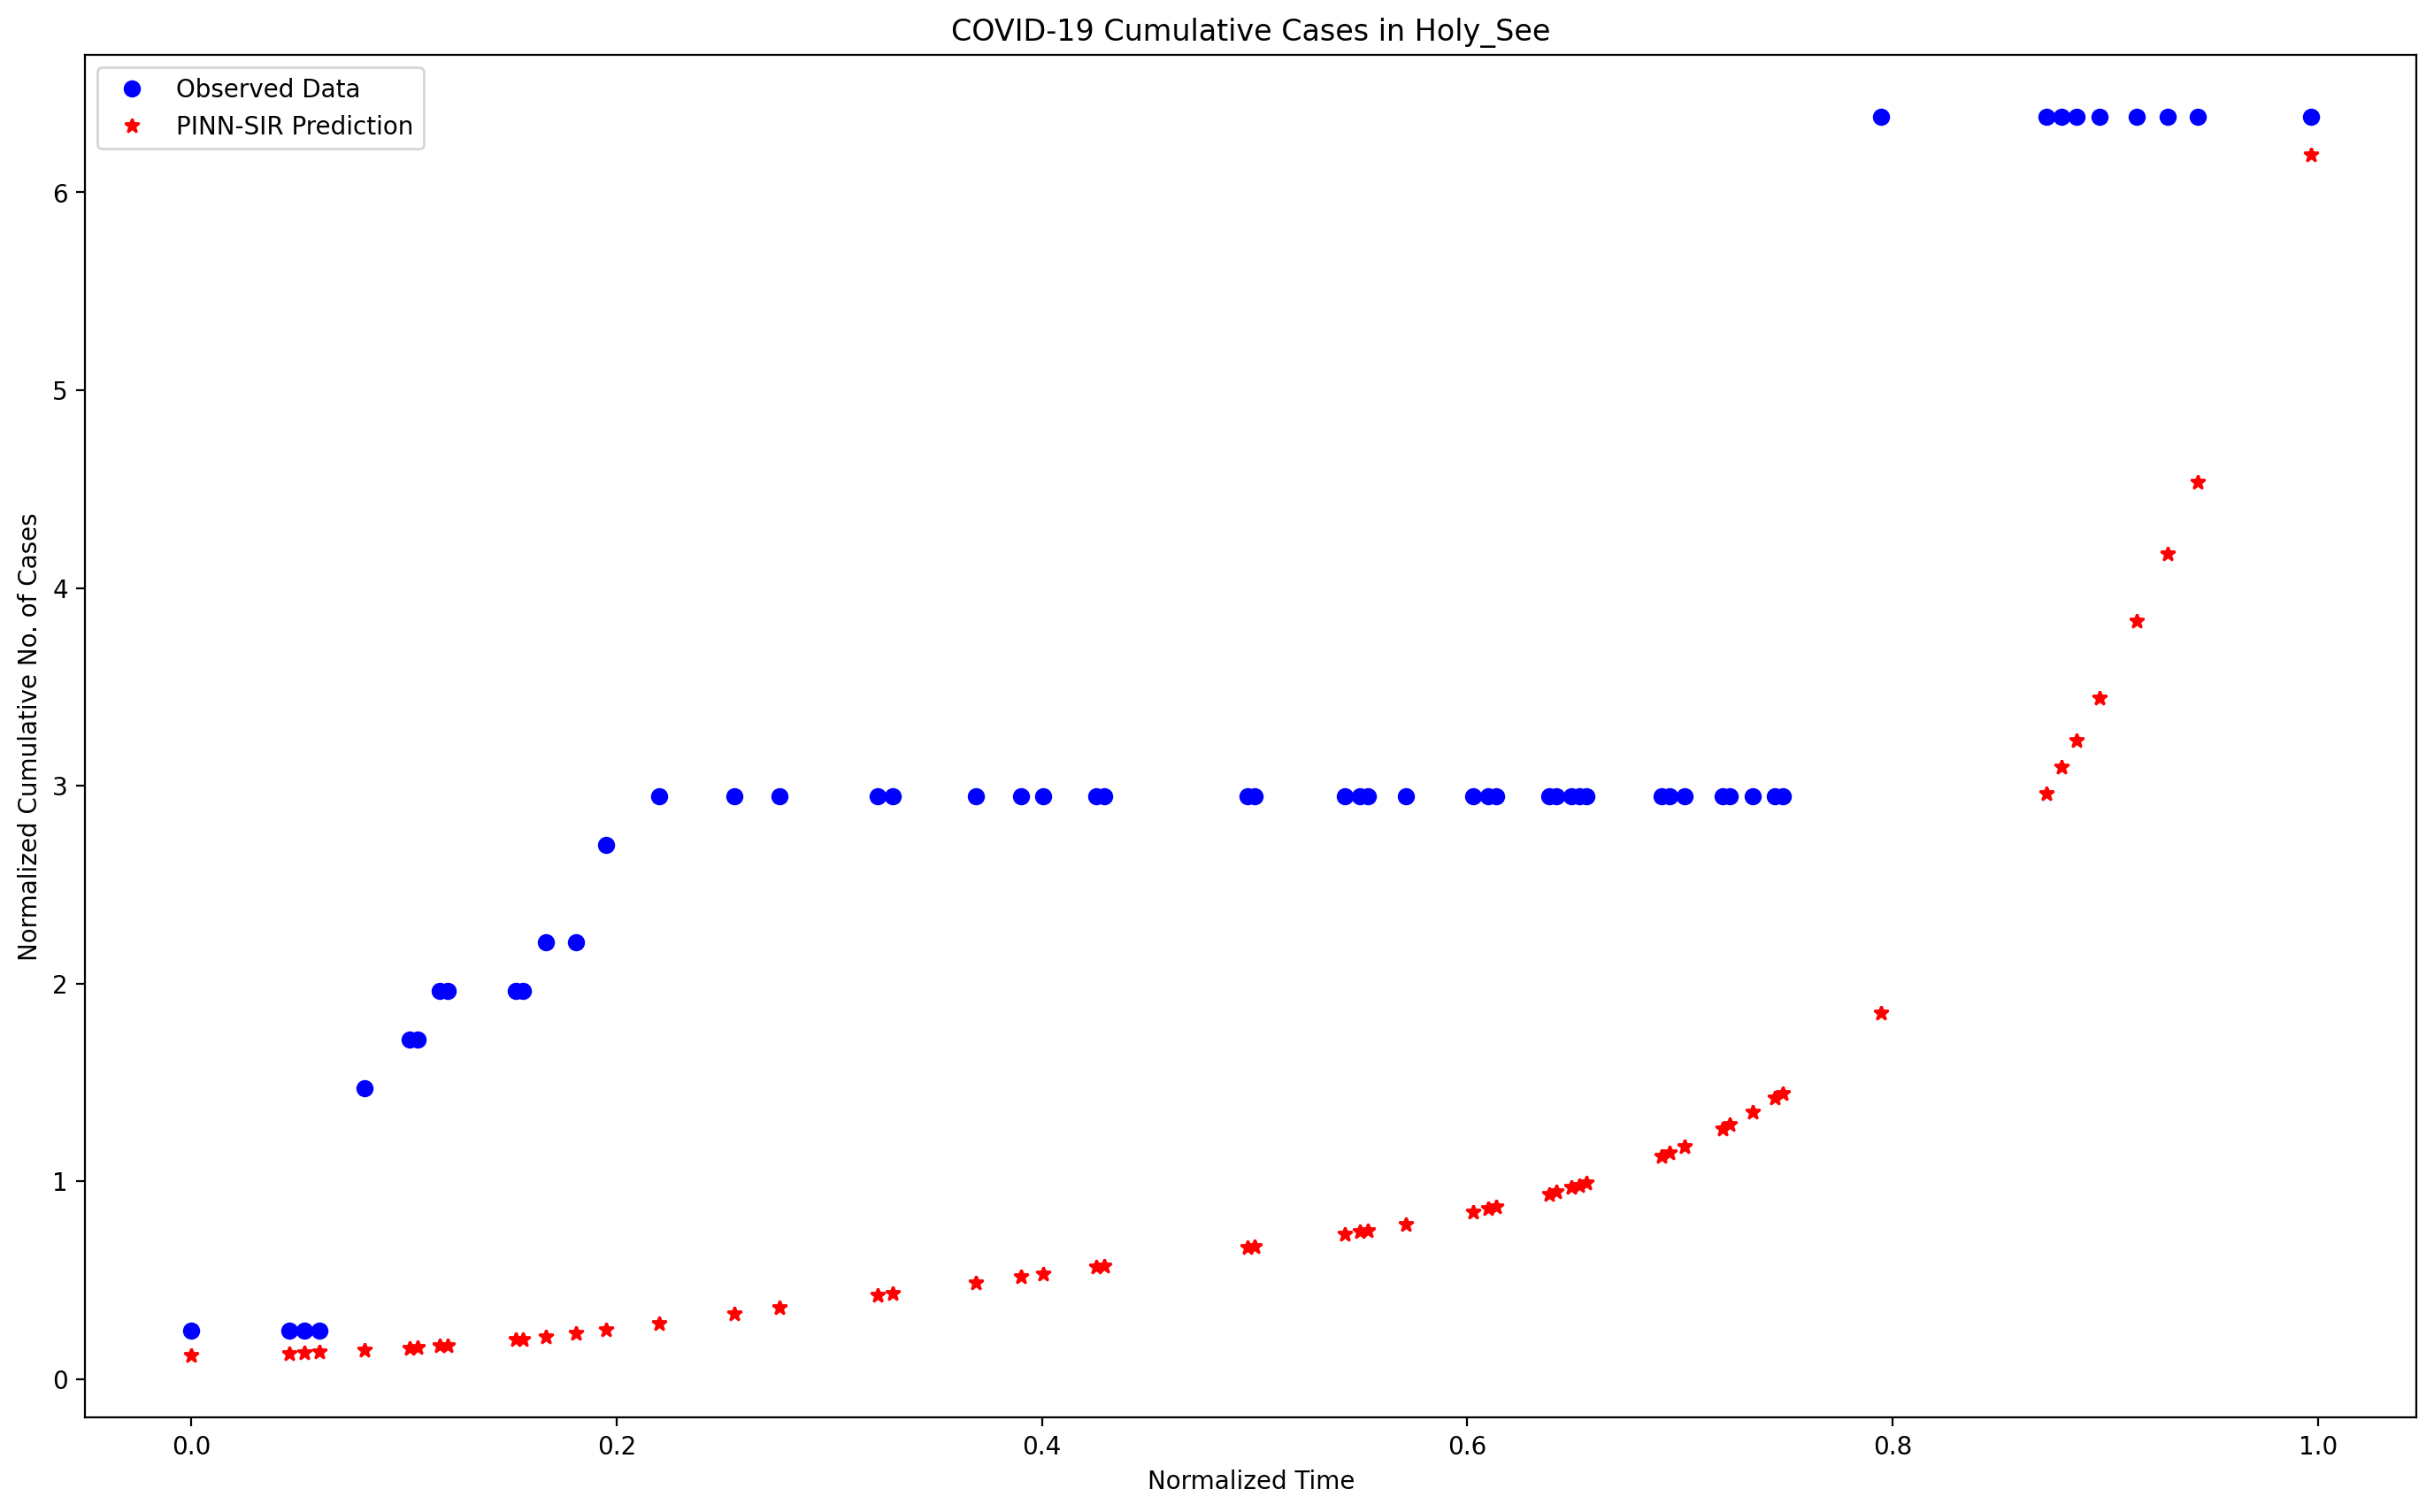 COVID-19 Cumulative Cases in Holy_See
Observed Data
PINN-SIR Prediction
Normalized Cumulative No. of Cases
6
5
4
3
2
1
0
0.0 0.2 0.4 0.6 0.8 1.0
Normalized Time